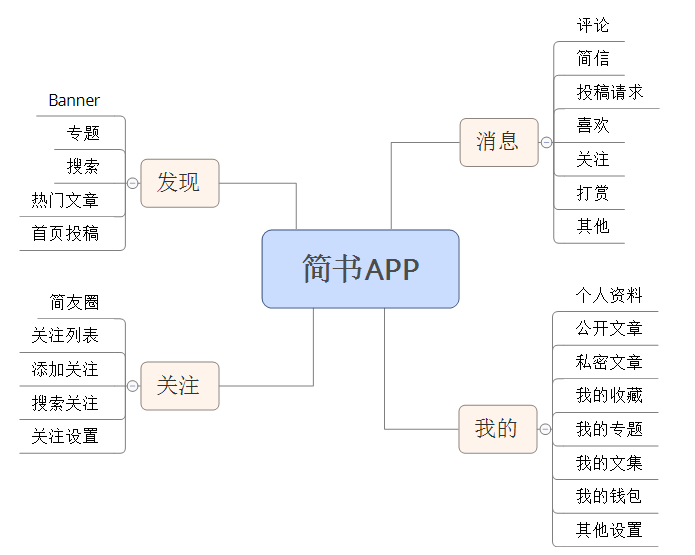 简书APP
发现
Banner
专题
搜索
热门文章
首页投稿
关注
简友圈
关注列表
添加关注
搜索关注
关注设置
消息
评论
简信
投稿请求
喜欢
关注
打赏
其他
我的
个人资料
公开文章
私密文章
我的收藏
我的专题
我的文集
我的钱包
其他设置